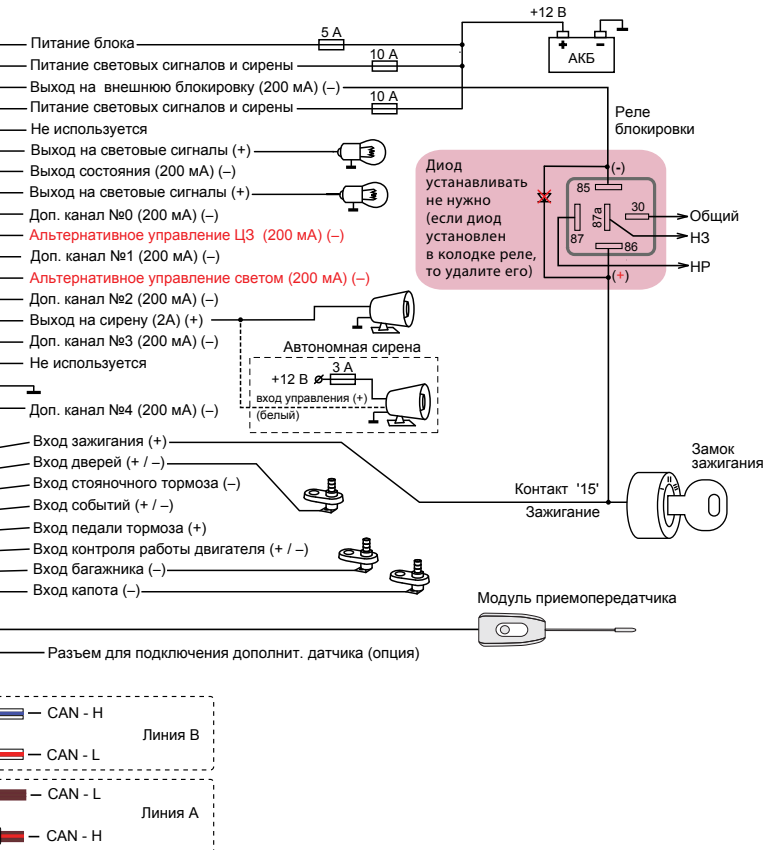 +12 В
Питание блока
5 А
+ –
АКБ
Питание световых сигналов и сирены
10 А
Выход на внешнюю блокировку (200 мА) (–)
Питание световых сигналов и сирены
10 А
Реле
блокировки
Не используется
Выход на световые сигналы (+)
Выход состояния (200 мА) (–)
Выход на световые сигналы (+)
Доп. канал №0 (200 мА) (–)
Альтернативное управление ЦЗ (200 мА) (–)
Доп. канал №1 (200 мА) (–)
Альтернативное управление светом (200 мА) (–)
Доп. канал №2 (200 мА) (–)
Выход на сирену (2А) (+)
Доп. канал №3 (200 мА) (–)
Не используется
Доп. канал №4 (200 мА) (–)
Диод
устанавливать
не нужно
(если диод
установлен
в колодке реле,
то удалите его)
(-)
85
30
87a
87
86
(+)
Общий
НЗ
НР
Автономная сирена
3 А
+12 В
вход управления (+)
(белый)
Вход зажигания (+)
Вход дверей (+ / –)
Вход стояночного тормоза (–)
Вход событий (+ / –)
Вход педали тормоза (+)
Вход контроля работы двигателя (+ / –)
Вход багажника (–)
Вход капота (–)
Контакт '15'
Зажигание
Замок
зажигания
I II III
Модуль приемопередатчика
Разъем для подключения дополнит. датчика (опция)
CAN - H
Линия B
CAN - L
CAN - L
Линия A
CAN - H